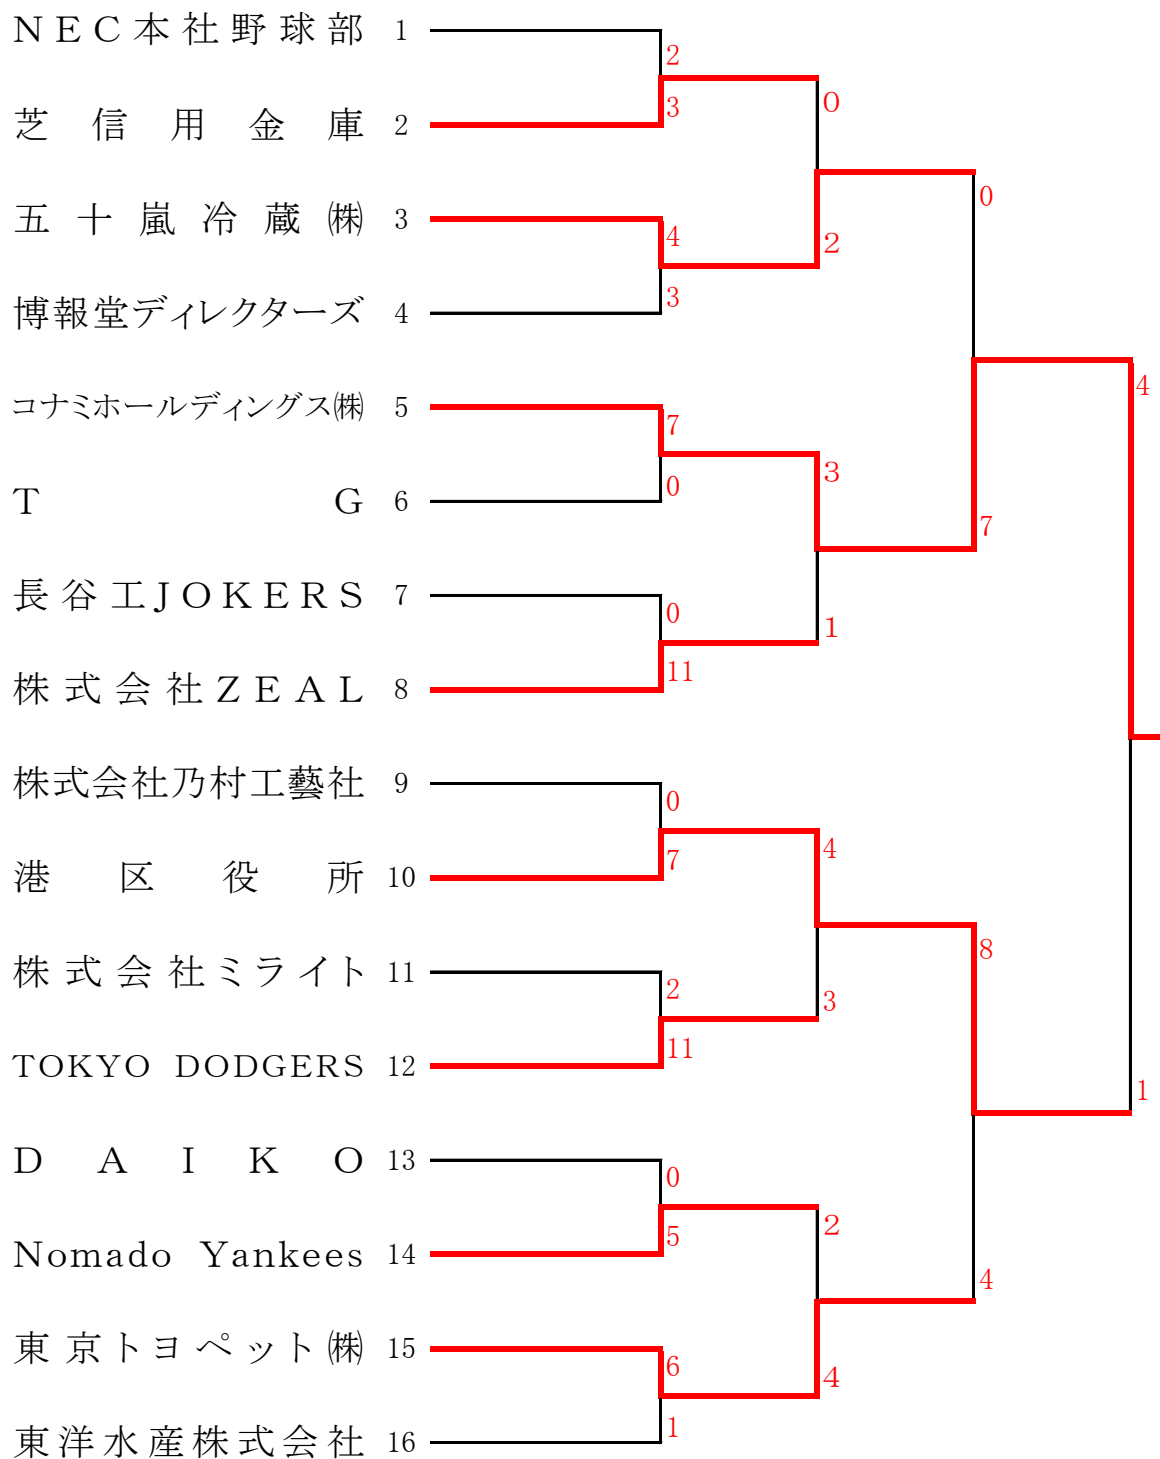 NEC本社野球部 1
2
0
3
芝信用金庫 2
0
五十嵐冷蔵㈱ 3
4
2
3
博報堂ディレクターズ 4
4
コナミホールディングス㈱ 5
7
3
0
TG 6
7
長谷工JOKERS 7
0
1
11
株式会社ZEAL 8
株式会社乃村工藝社 9
0
4
7
港区役所 10
8
株式会社ミライト 11
2
3
11
TOKYO DODGERS 12
1
DAIKO 13
0
2
5
Nomado Yankees 14
4
東京トヨペット㈱ 15
6
4
1
東洋水産株式会社 16